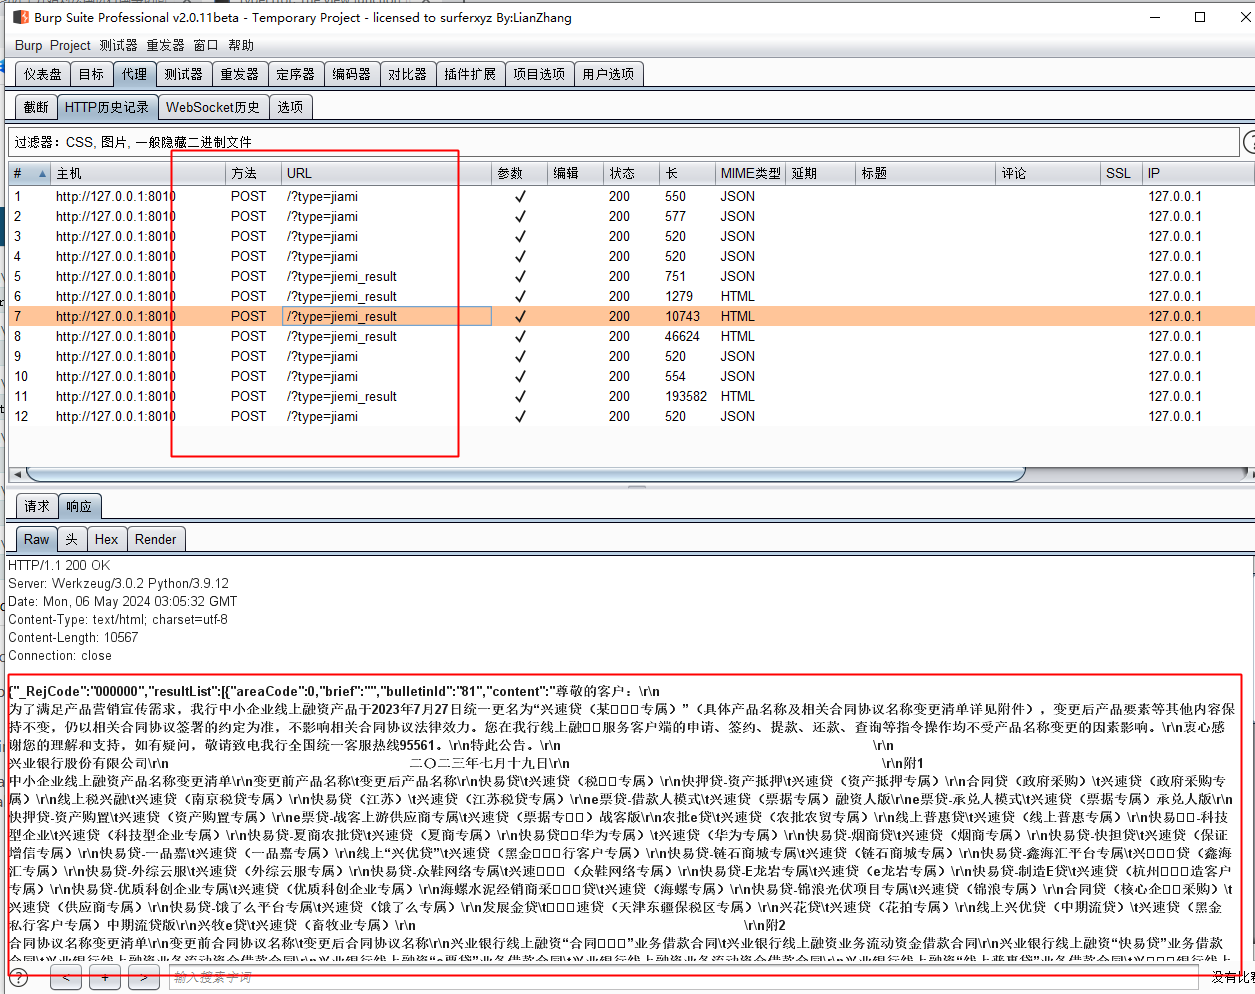 Burp Suite Professional v2.0.11beta - Temporary Project - licensed to surferxyz By:LianZhang
Burp Project 测试器 重发器 窗口 帮助
仪表盘 目标 代理 测试器 重发器 定序器 编码器 对比器 插件扩展 项目选项 用户选项
截断 HTTP历史记录 WebSocket历史 选项
过滤器：CSS, 图片, 一般隐藏二进制文件
# 主机 方法 URL 参数 编辑 状态 长 MIME类型 延期 标题 评论 SSL IP
1 http://127.0.0.1:8010 POST /?type=jiami ✓ 200 550 JSON 127.0.0.1
2 http://127.0.0.1:8010 POST /?type=jiami ✓ 200 577 JSON 127.0.0.1
3 http://127.0.0.1:8010 POST /?type=jiami ✓ 200 520 JSON 127.0.0.1
4 http://127.0.0.1:8010 POST /?type=jiami ✓ 200 520 JSON 127.0.0.1
5 http://127.0.0.1:8010 POST /?type=jiemi_result ✓ 200 751 JSON 127.0.0.1
6 http://127.0.0.1:8010 POST /?type=jiemi_result ✓ 200 1279 HTML 127.0.0.1
7 http://127.0.0.1:8010 POST /?type=jiemi_result ✓ 200 10743 HTML 127.0.0.1
8 http://127.0.0.1:8010 POST /?type=jiemi_result ✓ 200 46624 HTML 127.0.0.1
9 http://127.0.0.1:8010 POST /?type=jiami ✓ 200 520 JSON 127.0.0.1
10 http://127.0.0.1:8010 POST /?type=jiami ✓ 200 554 JSON 127.0.0.1
11 http://127.0.0.1:8010 POST /?type=jiemi_result ✓ 200 193582 HTML 127.0.0.1
12 http://127.0.0.1:8010 POST /?type=jiami ✓ 200 520 JSON 127.0.0.1
请求 响应
Raw 头 Hex Render
HTTP/1.1 200 OK
Server: Werkzeug/3.0.2 Python/3.9.12
Date: Mon, 06 May 2024 03:05:32 GMT
Content-Type: text/html; charset=utf-8
Content-Length: 10567
Connection: close
{"_RejCode":"000000","resultList":[{"areaCode":0,"brief":"","bulletinId":"81","content":"尊敬的客户：\r\n
为了满足产品营销宣传需求，我行中小企业线上融资产品于2023年7月27日统一更名为“兴速贷（某□□□专属）”（具体产品名称及相关合同协议名称变更清单详见附件），变更后产品要素等其他内容保
持不变，仍以相关合同协议签署的约定为准，不影响相关合同协议法律效力。您在我行线上融□□服务客户端的申请、签约、提款、还款、查询等指令操作均不受产品名称变更的因素影响。\r\n衷心感
谢您的理解和支持，如有疑问，敬请致电我行全国统一客服热线95561。\r\n特此公告。\r\n \r\n
兴业银行股份有限公司\r\n 二〇二三年七月十九日\r\n \r\n附1
中小企业线上融资产品名称变更清单\r\n变更前产品名称\t变更后产品名称\r\n快易贷\t兴速贷（税□□专属）\r\n快押贷-资产抵押\t兴速贷（资产抵押专属）\r\n合同贷（政府采购）\t兴速贷（政府采购专
属）\r\n线上税兴融\t兴速贷（南京税贷专属）\r\n快易贷（江苏）\t兴速贷（江苏税贷专属）\r\ne票贷-借款人模式\t兴速贷（票据专属）融资人版\r\ne票贷-承兑人模式\t兴速贷（票据专属）承兑人版\r\n
快押贷-资产购置\t兴速贷（资产购置专属）\r\ne票贷-战客上游供应商专属\t兴速贷（票据专□□）战客版\r\n农批e贷\t兴速贷（农批农贸专属）\r\n线上普惠贷\t兴速贷（线上普惠专属）\r\n快易□□-科技
型企业\t兴速贷（科技型企业专属）\r\n快易贷-夏商农批贷\t兴速贷（夏商专属）\r\n快易贷□□华为专属）\t兴速贷（华为专属）\r\n快易贷-烟商贷\t兴速贷（烟商专属）\r\n快易贷-快担贷\t兴速贷（保证
增信专属）\r\n快易贷-一品嘉\t兴速贷（一品嘉专属）\r\n线上“兴优贷”\t兴速贷（黑金□□□行客户专属）\r\n快易贷-链石商城专属\t兴速贷（链石商城专属）\r\n快易贷-鑫海汇平台专属\t兴□□□贷（鑫海
汇专属）\r\n快易贷-外综云服\t兴速贷（外综云服专属）\r\n快易贷-众鞋网络专属\t兴速□□□（众鞋网络专属）\r\n快易贷-E龙岩专属\t兴速贷（e龙岩专属）\r\n快易贷-制造E贷\t兴速贷（杭州□□□造客户
专属）\r\n快易贷-优质科创企业专属\t兴速贷（优质科创企业专属）\r\n海螺水泥经销商采□□□贷\t兴速贷（海螺专属）\r\n快易贷-锦浪光伏项目专属\t兴速贷（锦浪专属）\r\n合同贷（核心企□□采购）\t
兴速贷（供应商专属）\r\n快易贷-饿了么平台专属\t兴速贷（饿了么专属）\r\n发展金贷\t□□□速贷（天津东疆保税区专属）\r\n兴花贷\t兴速贷（花拍专属）\r\n线上兴优贷（中期流贷）\t兴速贷（黑金
私行客户专属）中期流贷版\r\n兴牧e贷\t兴速贷（畜牧业专属）\r\n \r\n附2
合同协议名称变更清单\r\n变更前合同协议名称\t变更后合同协议名称\r\n兴业银行线上融资“合同□□□”业务借款合同\t兴业银行线上融资业务流动资金借款合同\r\n兴业银行线上融资“快易贷”业务借款
? < + > 输入搜索字词 没有比